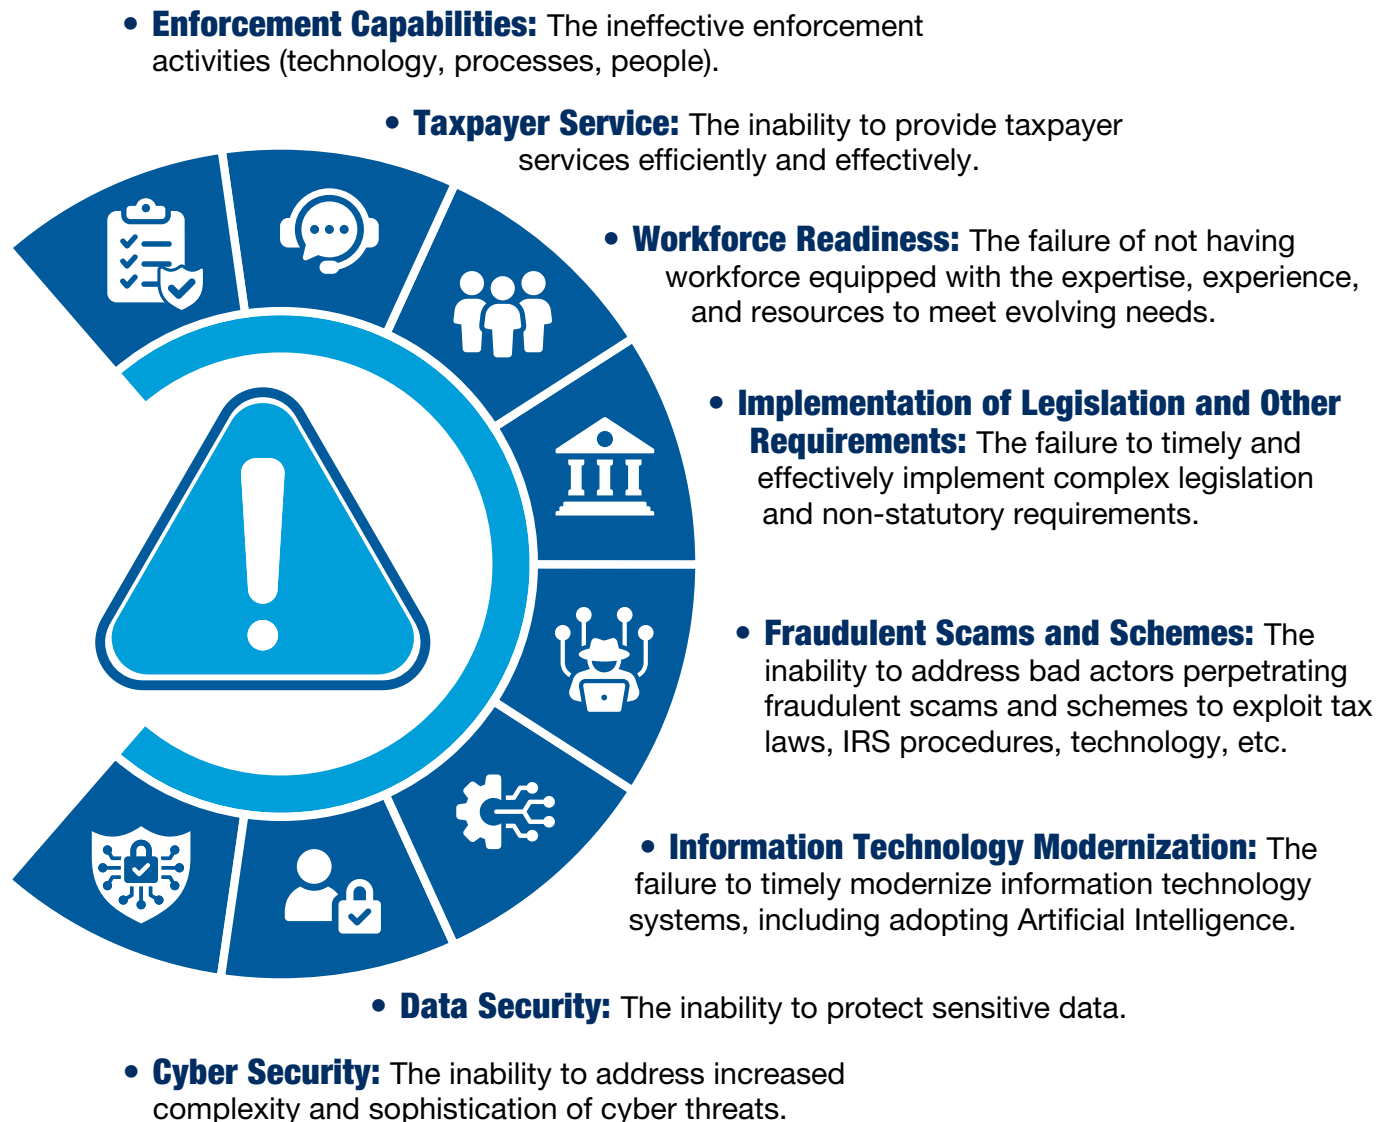 • Enforcement Capabilities: The ineffective enforcement
activities (technology, processes, people).
• Taxpayer Service: The inability to provide taxpayer
services efficiently and effectively.
• Workforce Readiness: The failure of not having
workforce equipped with the expertise, experience,
and resources to meet evolving needs.
• Implementation of Legislation and Other
Requirements: The failure to timely and
effectively implement complex legislation
and non-statutory requirements.
• Fraudulent Scams and Schemes: The
inability to address bad actors perpetrating
fraudulent scams and schemes to exploit tax
laws, IRS procedures, technology, etc.
• Information Technology Modernization: The
failure to timely modernize information technology
systems, including adopting Artificial Intelligence.
• Data Security: The inability to protect sensitive data.
• Cyber Security: The inability to address increased
complexity and sophistication of cyber threats.